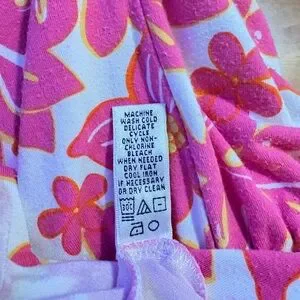 MACHINE
WASH COLD
DELICATE
CYCLE
ONLY NON-
CHLORINE
BLEACH
WHEN NEEDED
DRY FLAT
COOL IRON
IF NECESSARY
OR DRY CLEAN